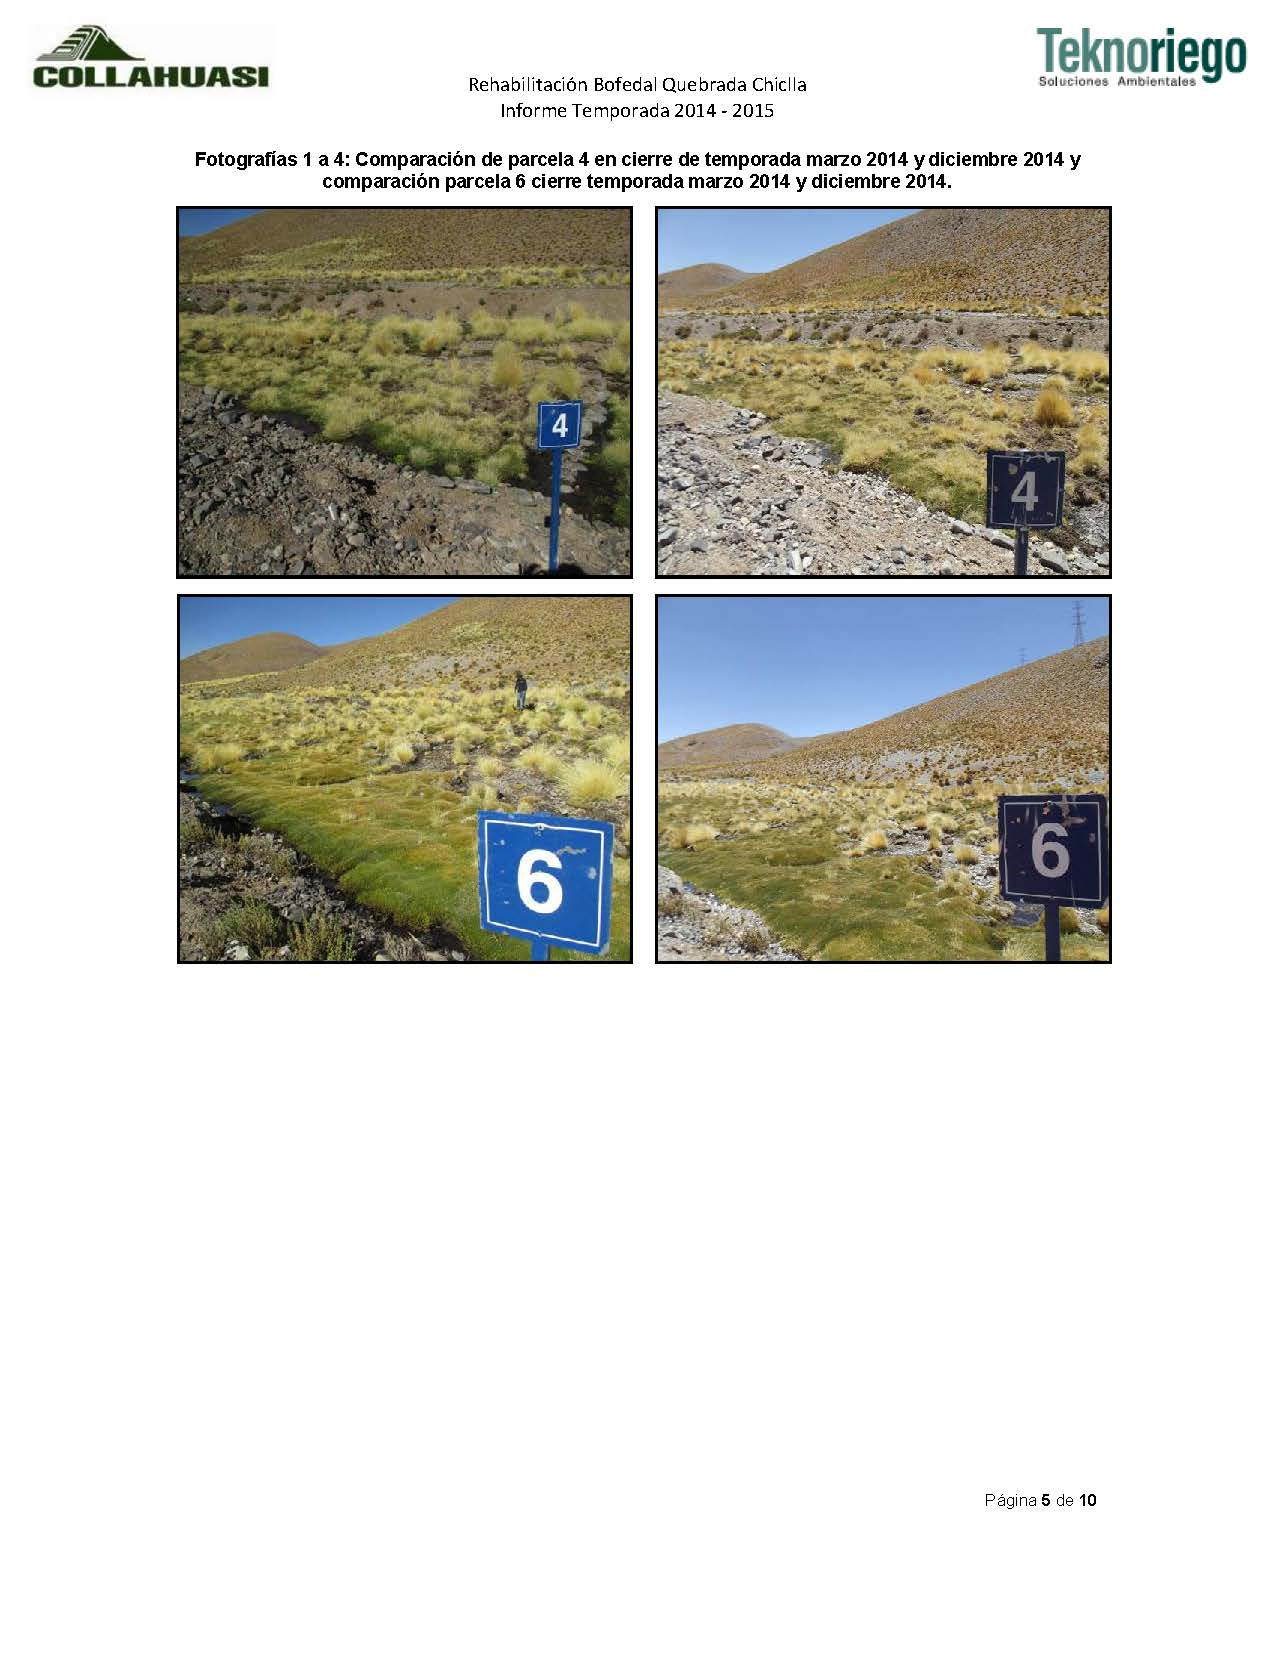 COLLAHUASI
Teknoriego
Soluciones Ambientales
Rehabilitación Bofedal Quebrada Chiclla
Informe Temporada 2014 - 2015
Fotografías 1 a 4: Comparación de parcela 4 en cierre de temporada marzo 2014 y diciembre 2014 y
comparación parcela 6 cierre temporada marzo 2014 y diciembre 2014.
4
4
6
6
Página 5 de 10